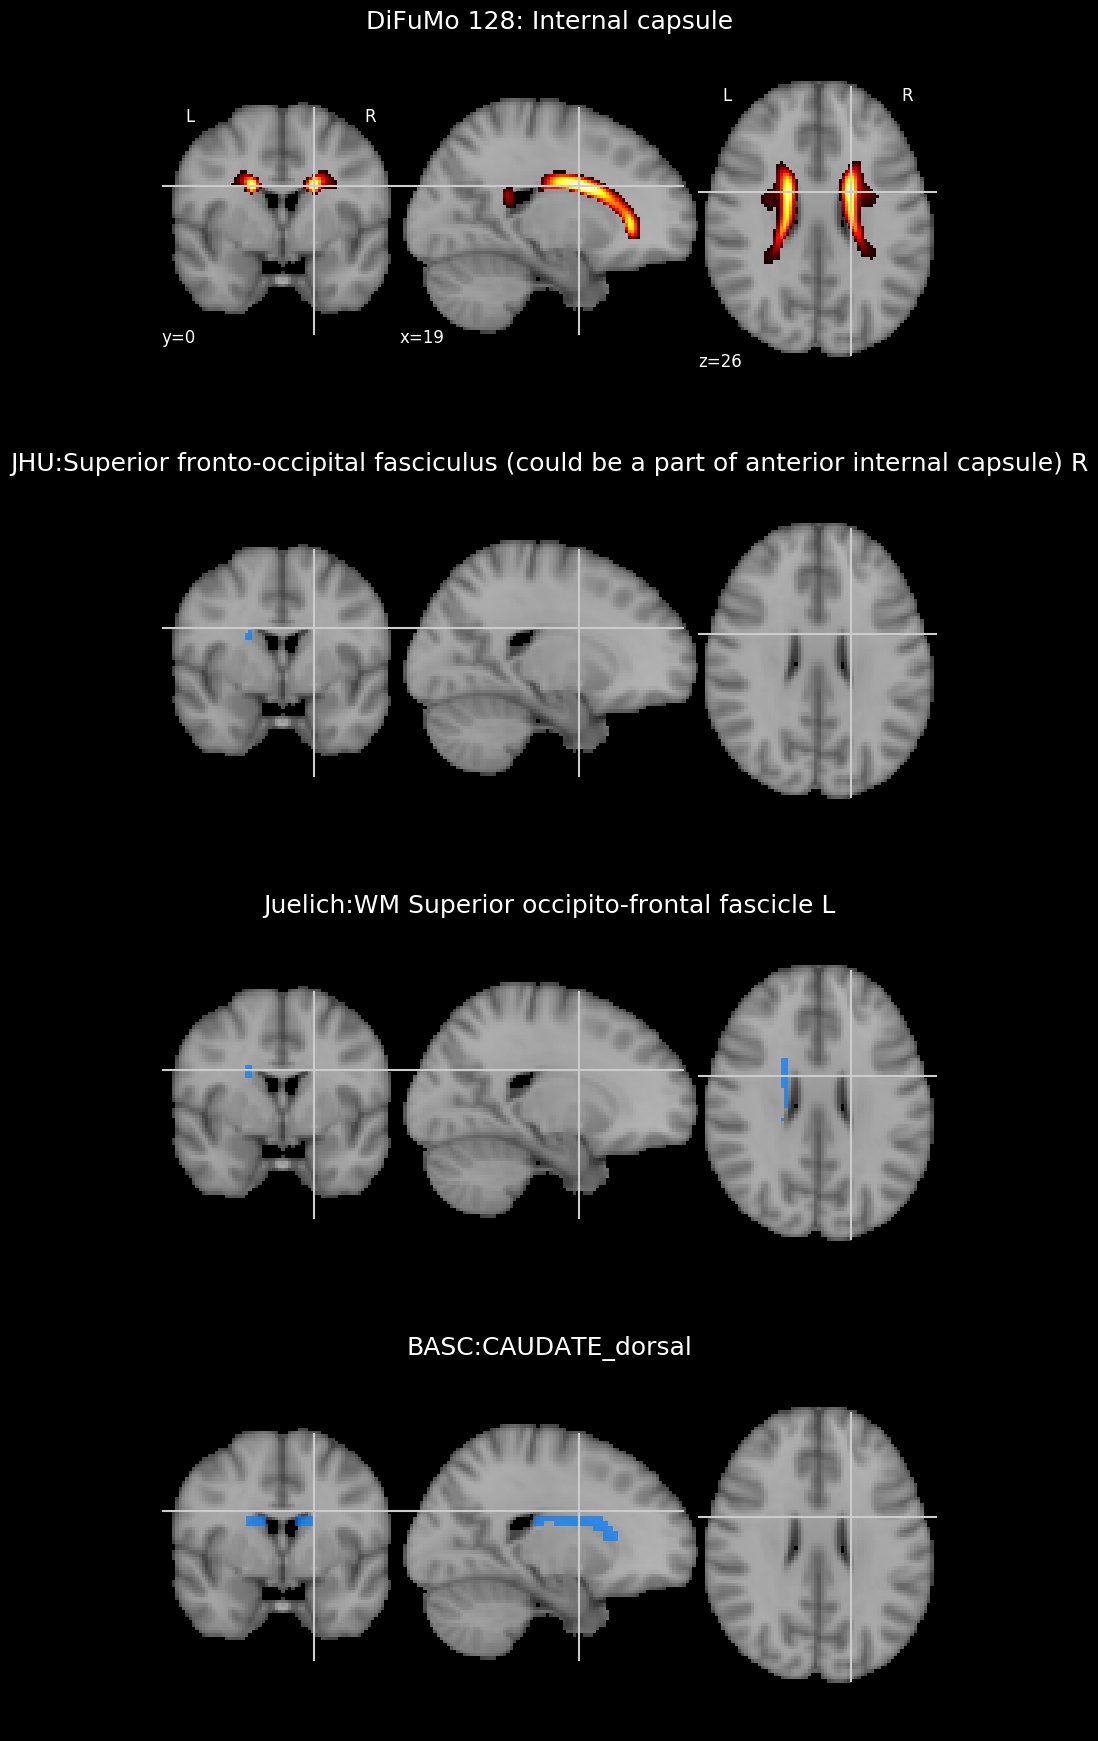 DiFuMo 128: Internal capsule
L R L R
y=0 x=19 z=26
JHU:Superior fronto-occipital fasciculus (could be a part of anterior internal capsule) R
Juelich:WM Superior occipito-frontal fascicle L
BASC:CAUDATE_dorsal